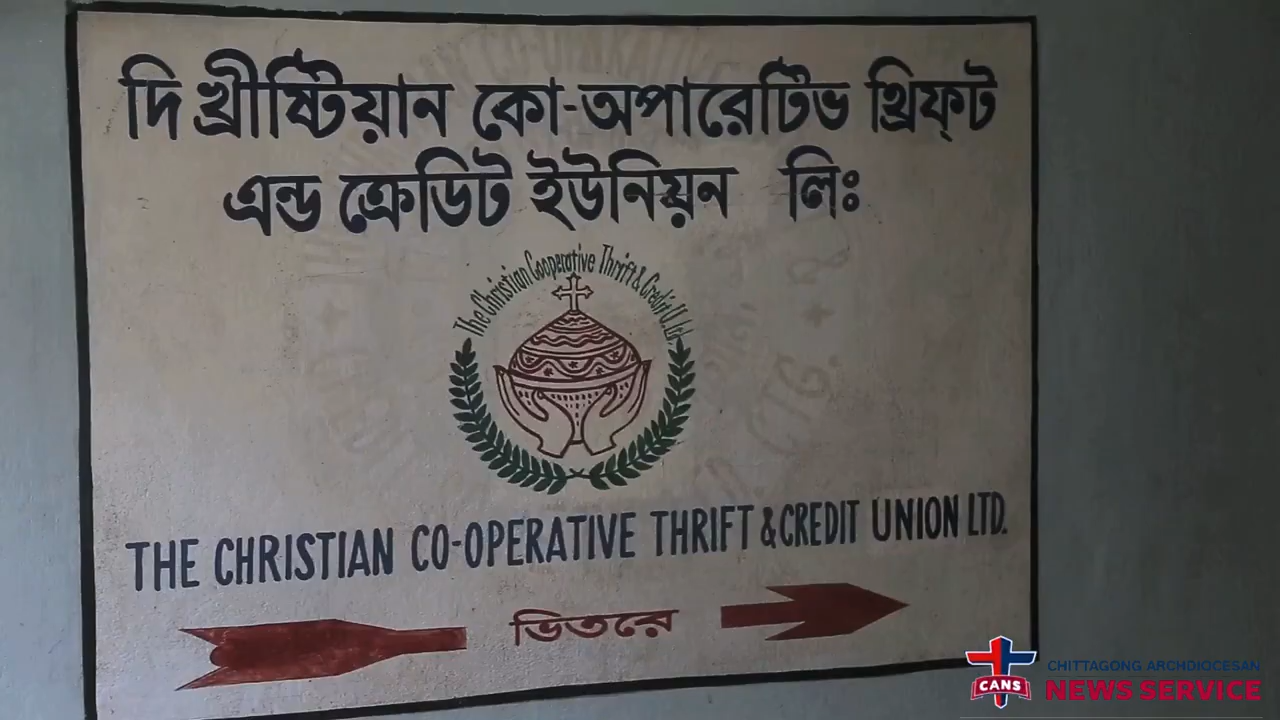 দি খ্রীষ্টিয়ান কো-অপারেটিভ থ্রিফ্ট
এন্ড ক্রেডিট ইউনিয়ন লিঃ
The Christian Cooperative Thrift & Credit U. Ltd.
THE CHRISTIAN CO-OPERATIVE THRIFT & CREDIT UNION LTD.
ভিতরে
CHITTAGONG ARCHDIOCESAN
CANS NEWS SERVICE